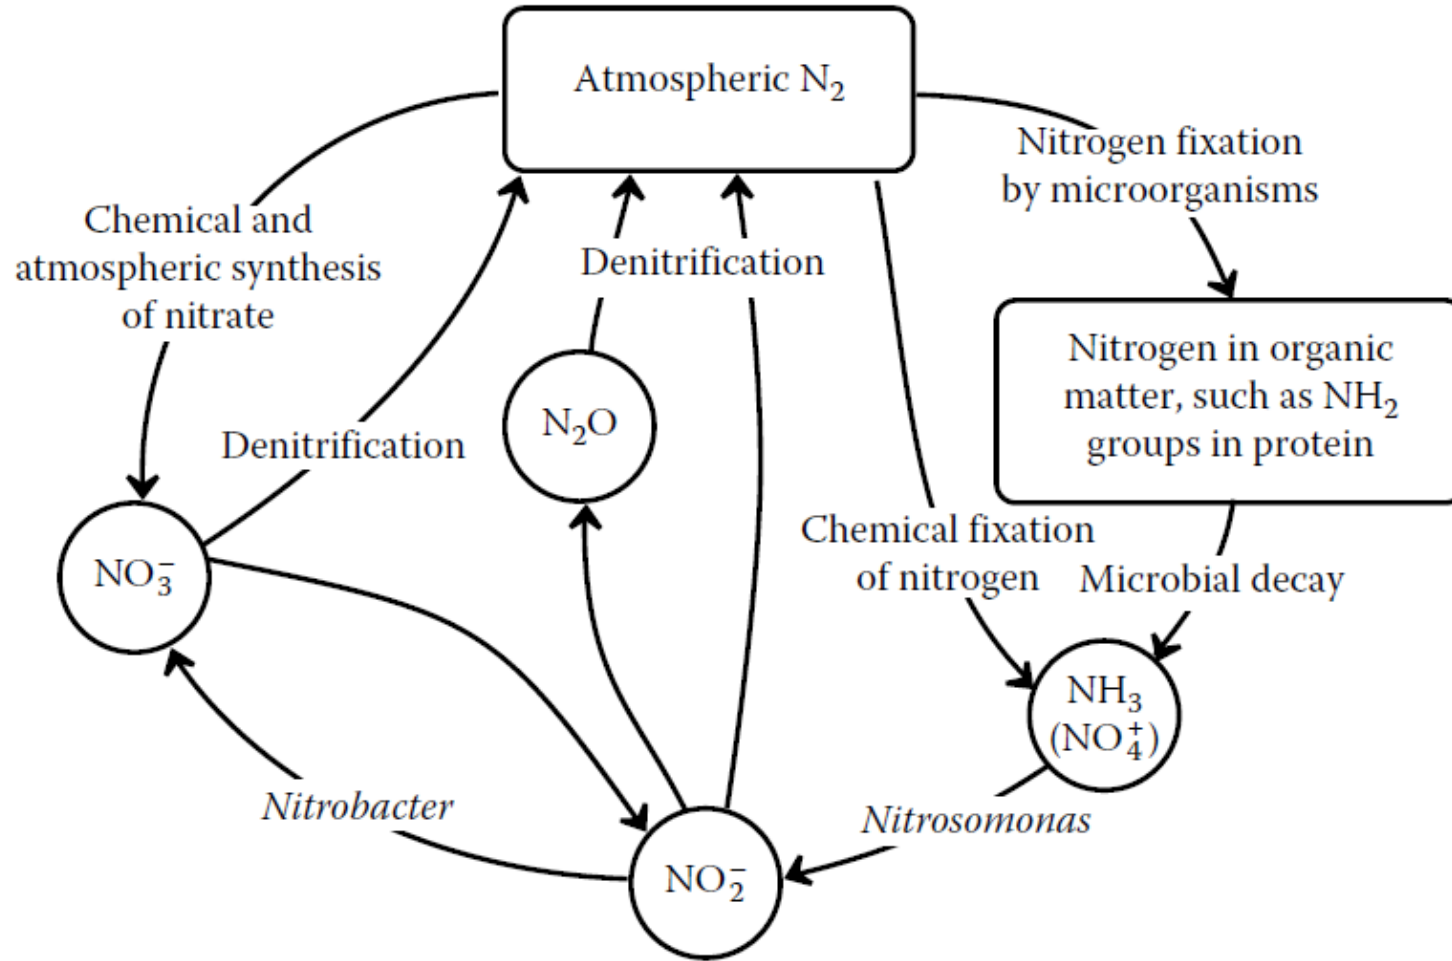 Atmospheric N₂
Nitrogen fixation
by microorganisms
Chemical and
atmospheric synthesis
of nitrate
Denitrification
Nitrogen in organic
matter, such as NH₂
groups in protein
N₂O
Denitrification
Chemical fixation
of nitrogen
Microbial decay
NO₃⁻
NH₃
(NO₄⁺)
Nitrobacter
Nitrosomonas
NO₂⁻